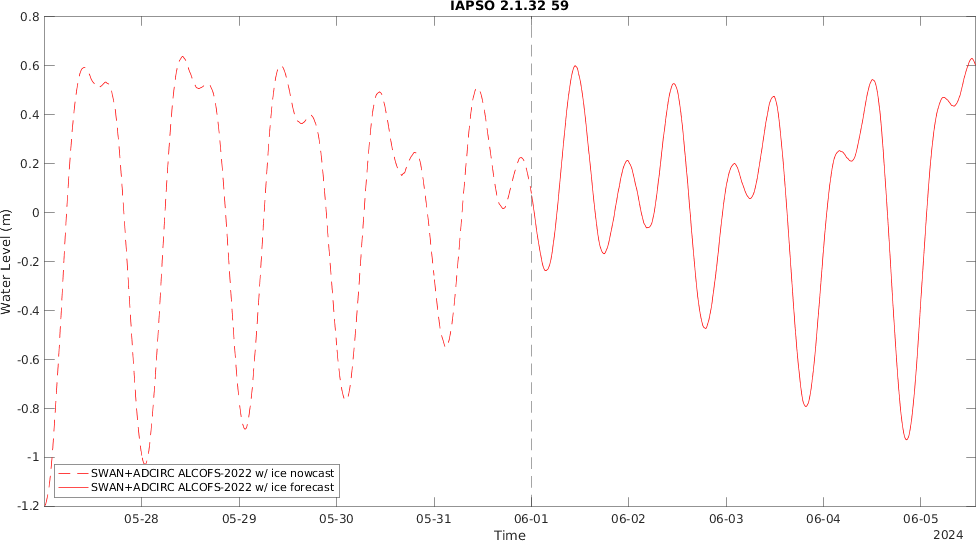 IAPSO 2.1.32 59
0.8
0.6
0.4
0.2
0
-0.2
-0.4
-0.6
-0.8
-1
-1.2
Water Level (m)
SWAN+ADCIRC ALCOFS-2022 w/ ice nowcast
SWAN+ADCIRC ALCOFS-2022 w/ ice forecast
05-28 05-29 05-30 05-31 06-01 06-02 06-03 06-04 06-05
Time
2024